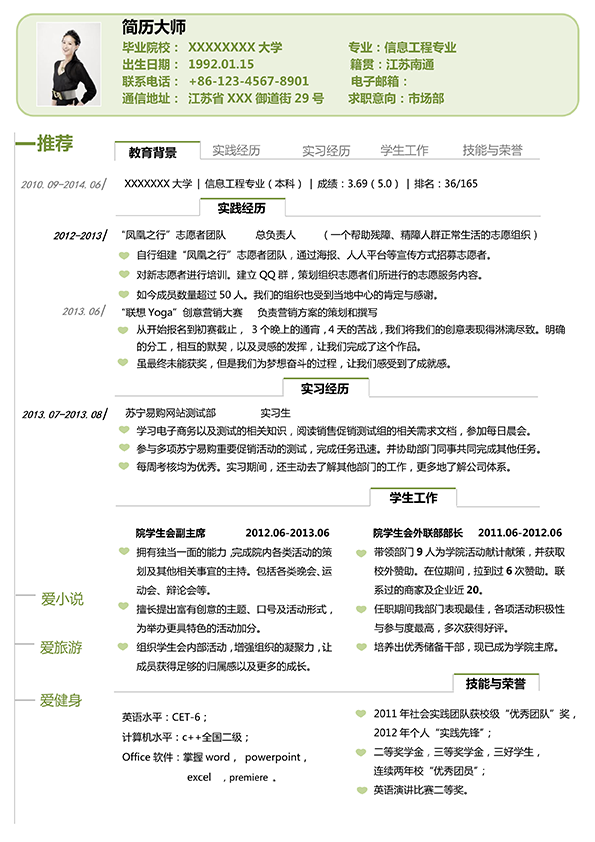 简历大师
毕业院校： XXXXXXXX 大学 专业：信息工程专业
出生日期： 1992.01.15 籍贯：江苏南通
联系电话： +86-123-4567-8901 电子邮箱：
通信地址： 江苏省 XXX 御道街 29 号 求职意向：市场部
推荐
教育背景 实践经历 实习经历 学生工作 技能与荣誉
2010.09-2014.06/ XXXXXXX 大学 | 信息工程专业（本科） | 成绩：3.69（5.0） | 排名：36/165
实践经历
2012-2013/ “凤凰之行”志愿者团队 总负责人 （一个帮助残障、精障人群正常生活的志愿组织）
自行组建“凤凰之行”志愿者团队，通过海报、人人平台等宣传方式招募志愿者。
对新志愿者进行培训。建立 QQ 群，策划组织志愿者们所进行的志愿服务内容。
如今成员数量超过 50 人。我们的组织也受到当地中心的肯定与感谢。
2013.06/ “联想 Yoga”创意营销大赛 负责营销方案的策划和撰写
从开始报名到初赛截止， 3 个晚上的通宵，4 天的苦战，我们将我们的创意表现得淋漓尽致。明确
的分工，相互的默契，以及灵感的发挥，让我们完成了这个作品。
虽最终未能获奖，但是我们为梦想奋斗的过程，让我们感受到了成就感。
实习经历
2013.07-2013.08/ 苏宁易购网站测试部 实习生
学习电子商务以及测试的相关知识，阅读销售促销测试组的相关需求文档，参加每日晨会。
参与多项苏宁易购重要促销活动的测试，完成任务迅速。并协助部门同事共同完成其他任务。
每周考核均为优秀。实习期间，还主动去了解其他部门的工作，更多地了解公司体系。
学生工作
院学生会副主席 2012.06-2013.06
拥有独当一面的能力，完成院内各类活动的策
划及其他相关事宜的主持。包括各类晚会、运
动会、辩论会等。
擅长提出富有创意的主题、口号及活动形式，
为举办更具特色的活动加分。
组织学生会内部活动，增强组织的凝聚力，让
成员获得足够的归属感以及更多的成长。
院学生会外联部部长 2011.06-2012.06
带领部门 9 人为学院活动献计献策，并获取
校外赞助。在位期间，拉到过 6 次赞助。联
系过的商家及企业近 20。
任职期间我部门表现最佳，各项活动积极性
与参与度最高，多次获得好评。
培养出优秀储备干部，现已成为学院主席。
爱小说
爱旅游
爱健身
技能与荣誉
英语水平：CET-6；
计算机水平：c++全国二级；
Office 软件：掌握 word， powerpoint，
excel ，premiere 。
2011 年社会实践团队获校级“优秀团队”奖，
2012 年个人“实践先锋”；
二等奖学金，三等奖学金，三好学生，
连续两年校“优秀团员”；
英语演讲比赛二等奖。